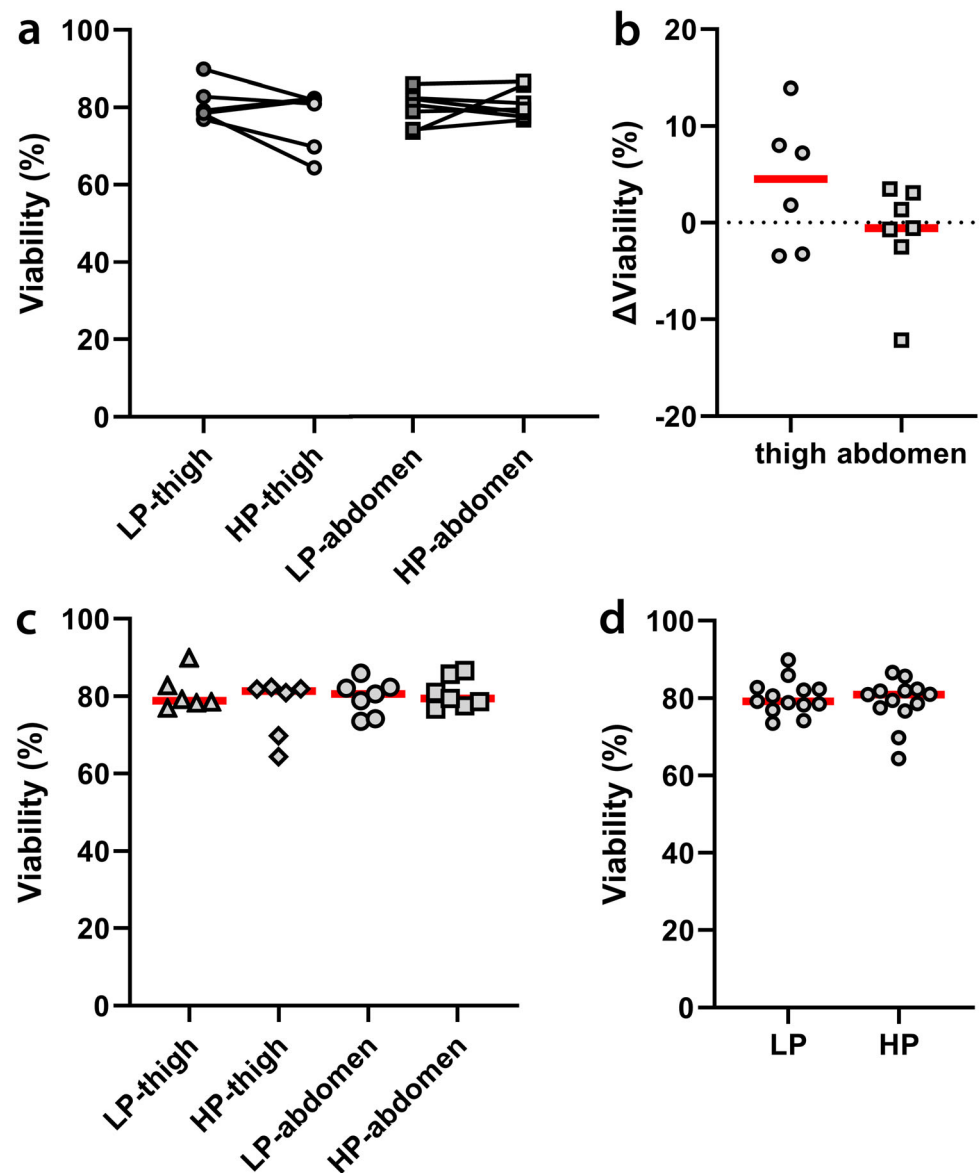 a
Viability (%)
100
80
60
40
20
0
LP-thigh
HP-thigh
LP-abdomen
HP-abdomen
b
ΔViability (%)
20
10
0
-10
-20
thigh abdomen
c
Viability (%)
100
80
60
40
20
0
LP-thigh
HP-thigh
LP-abdomen
HP-abdomen
d
Viability (%)
100
80
60
40
20
0
LP
HP